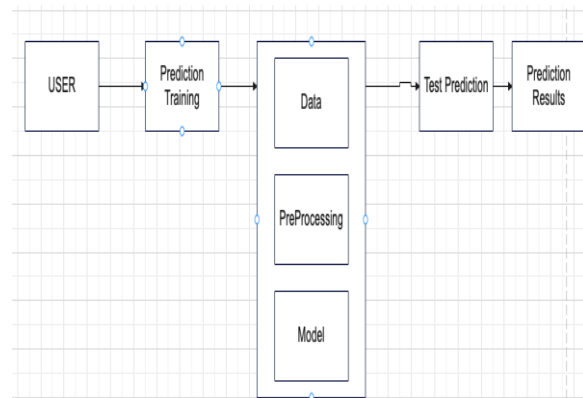 USER
Prediction
Training
Data
PreProcessing
Model
Test Prediction
Prediction
Results